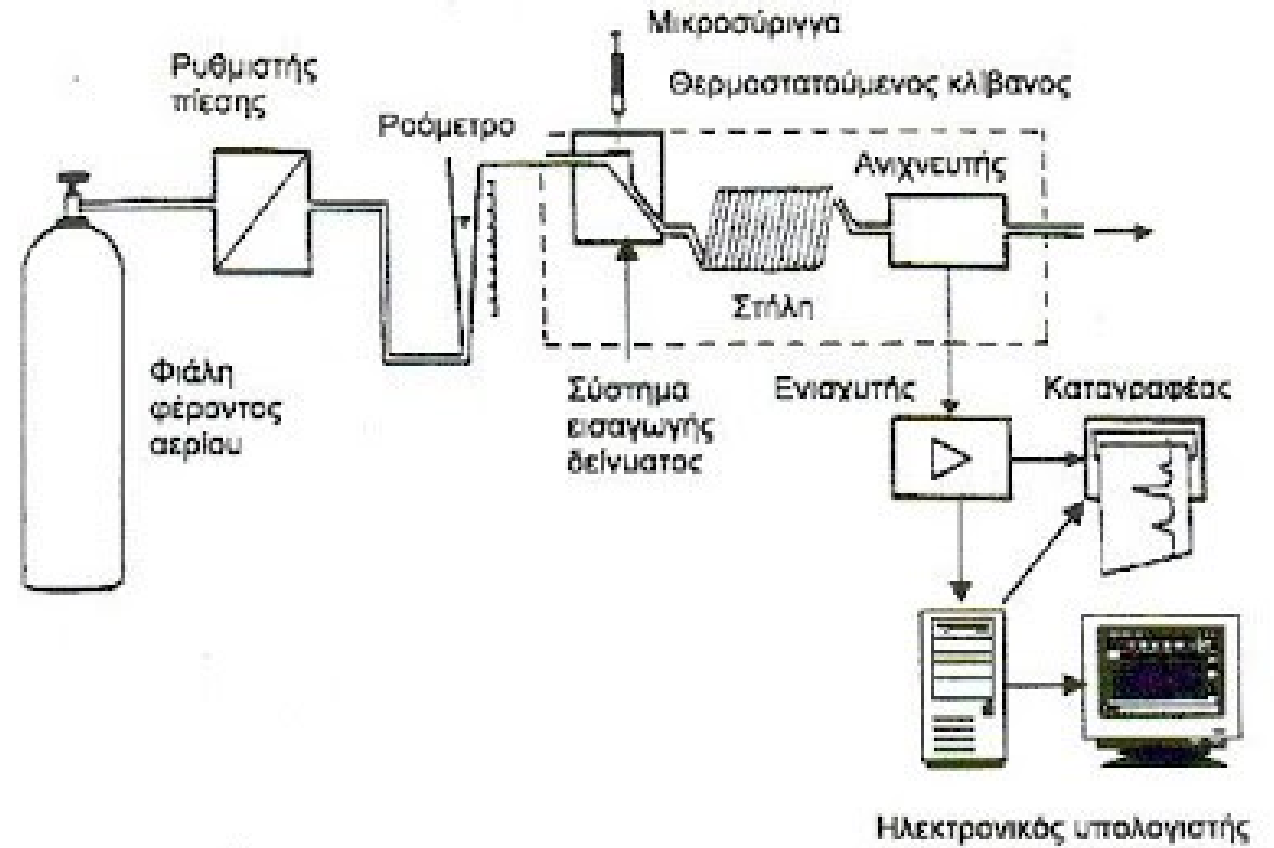 Μικροσύριγγα
Ρυθμιστής
πίεσης
Θερμοστατούμενος κλίβανος
Ροόμετρο
Ανιχνευτής
Στήλη
Φιάλη
φέροντος
αερίου
Σύστημα
εισαγωγής
δείγματος
Ενισχυτής
Καταγραφέας
Ηλεκτρονικός υπολογιστής